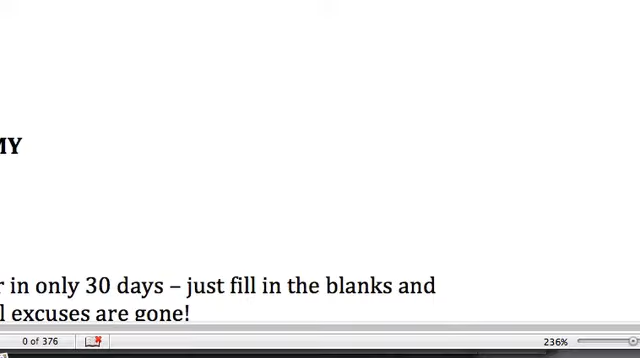 MY
r in only 30 days – just fill in the blanks and
l excuses are gone!
0 of 376
236%